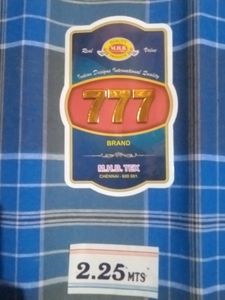 M.H.B.
Real Value
Indian Designs International Quality
777
BRAND
M.H.B. TEX
CHENNAI - 600 001
2.25 MTS